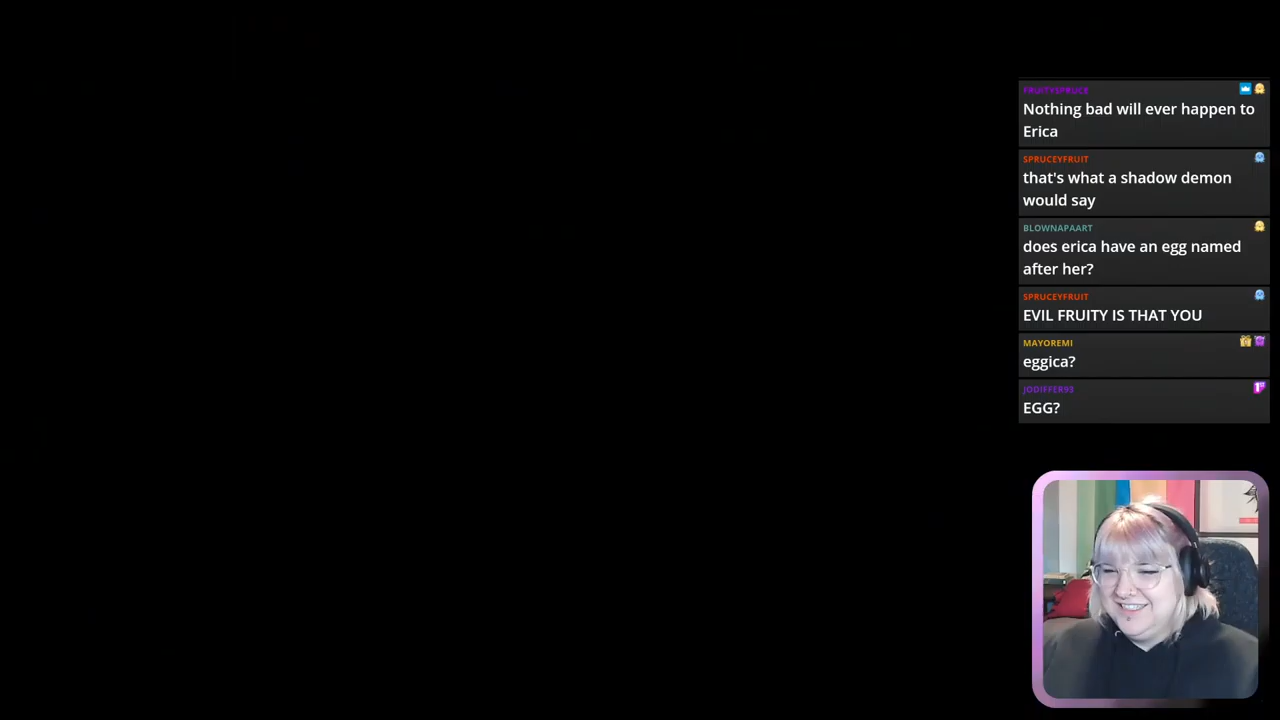 FRUITYSPRUCE
Nothing bad will ever happen to
Erica
SPRUCEYFRUIT
that's what a shadow demon
would say
BLOWNAPAART
does erica have an egg named
after her?
SPRUCEYFRUIT
EVIL FRUITY IS THAT YOU
MAYOREMI
eggica?
JODIFFER93
EGG?